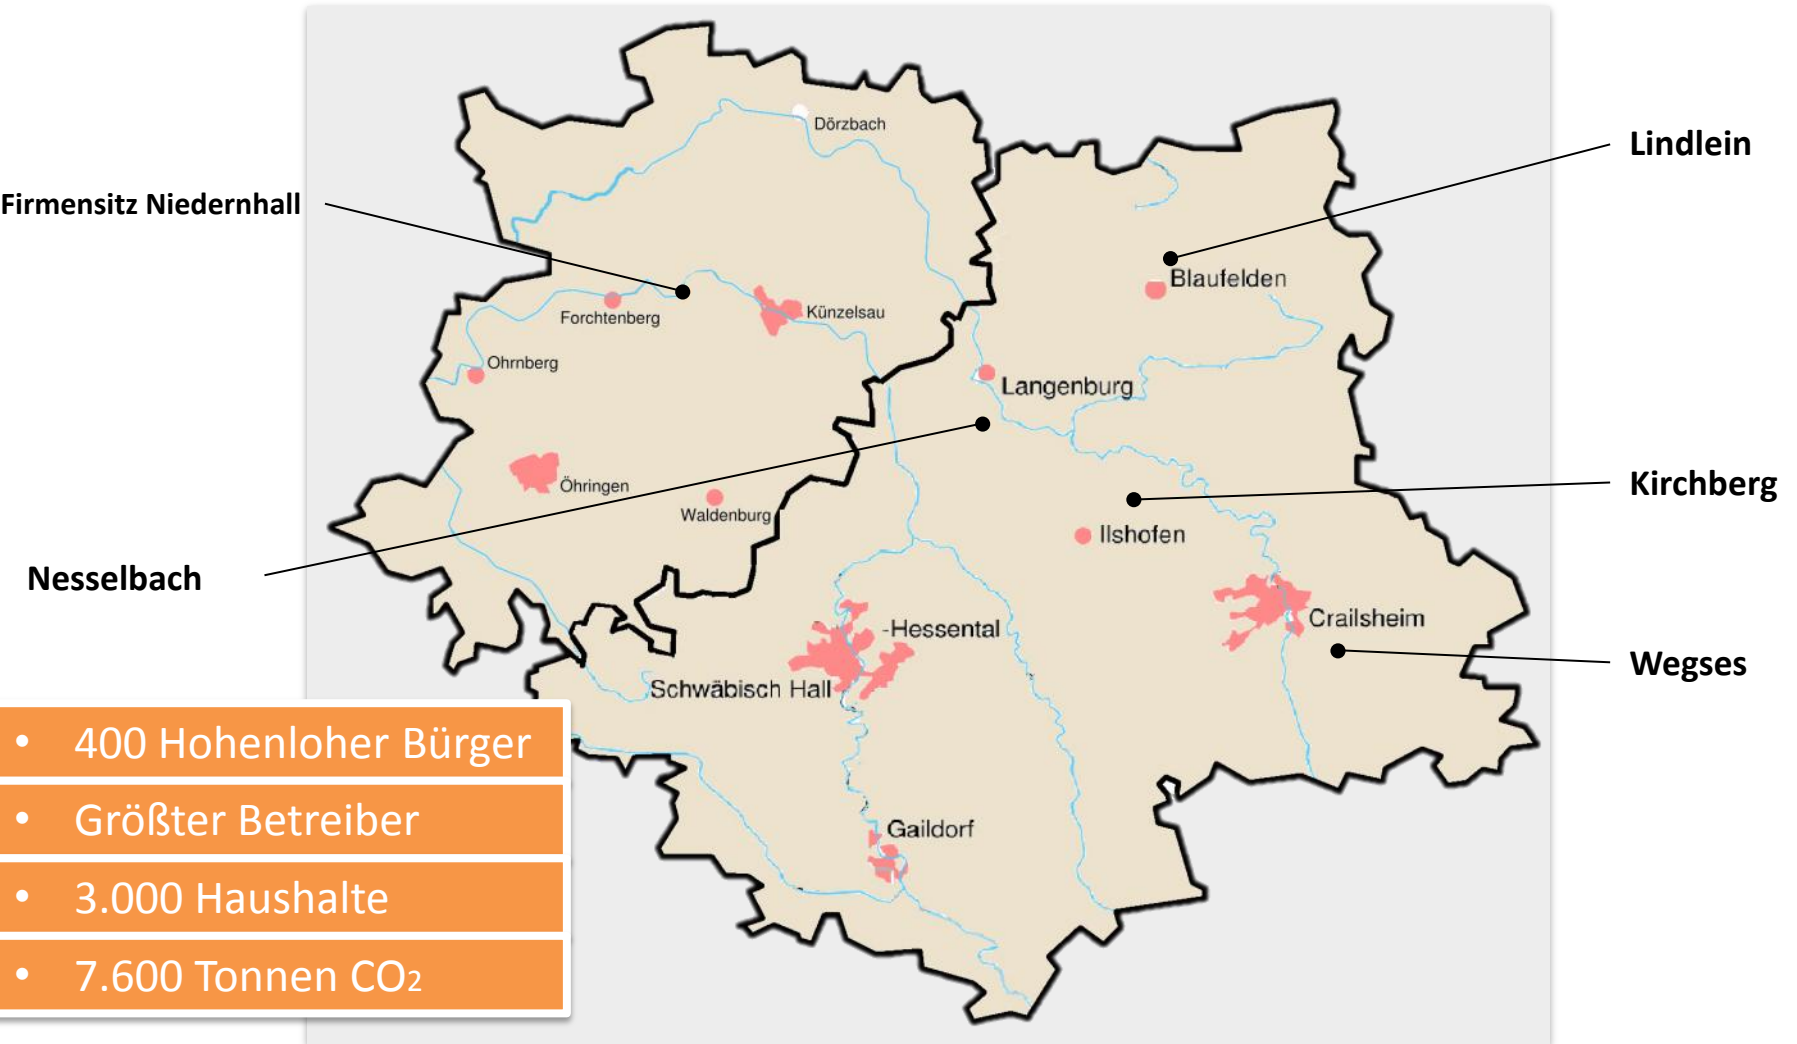 Dörzbach
Lindlein
Firmensitz Niedernhall
Blaufelden
Forchtenberg
Künzelsau
Ohrnberg
Langenburg
Öhringen
Waldenburg
Kirchberg
Ilshofen
Nesselbach
Crailsheim
-Hessental
Wegses
Schwäbisch Hall
• 400 Hohenloher Bürger
• Größter Betreiber
Gaildorf
• 3.000 Haushalte
• 7.600 Tonnen CO₂